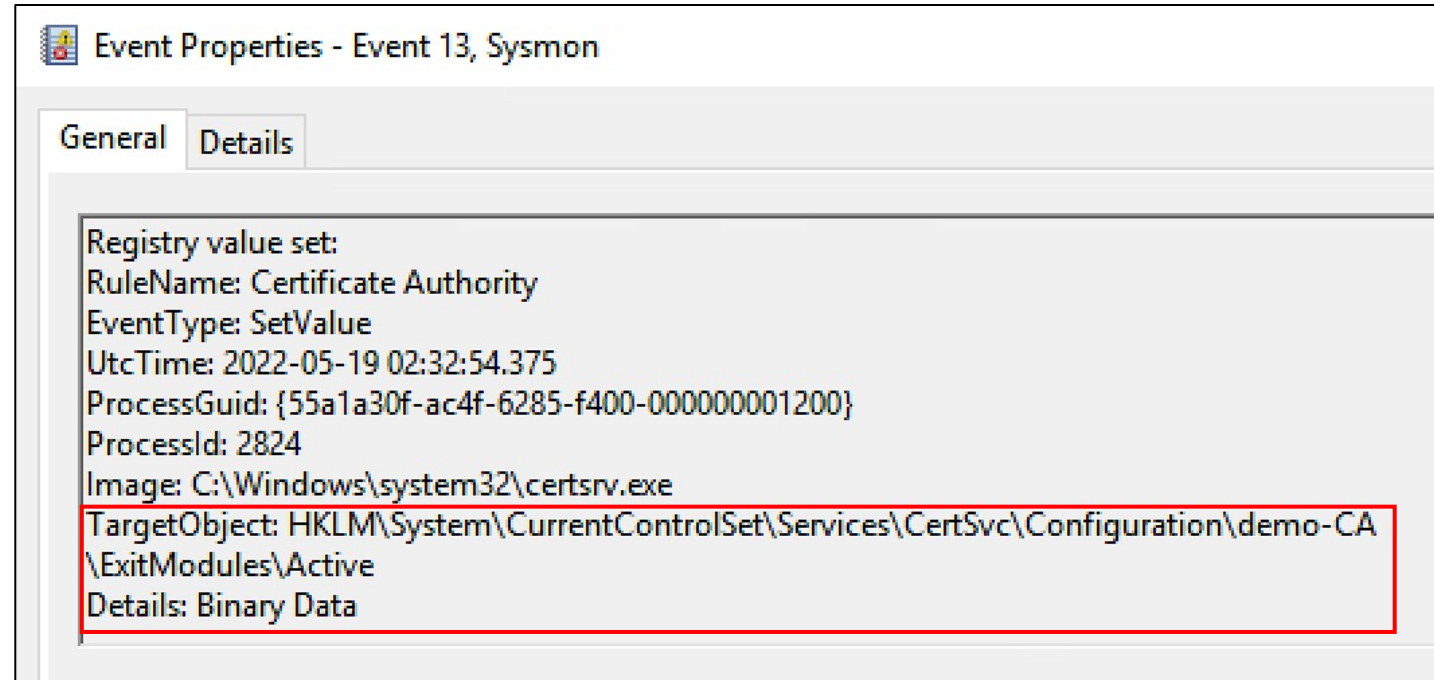 Event Properties - Event 13, Sysmon
General
Details
Registry value set:
RuleName: Certificate Authority
EventType: SetValue
UtcTime: 2022-05-19 02:32:54.375
ProcessGuid: {55a1a30f-ac4f-6285-f400-000000001200}
ProcessId: 2824
Image: C:\Windows\system32\certsrv.exe
TargetObject: HKLM\System\CurrentControlSet\Services\CertSvc\Configuration\demo-CA
\ExitModules\Active
Details: Binary Data